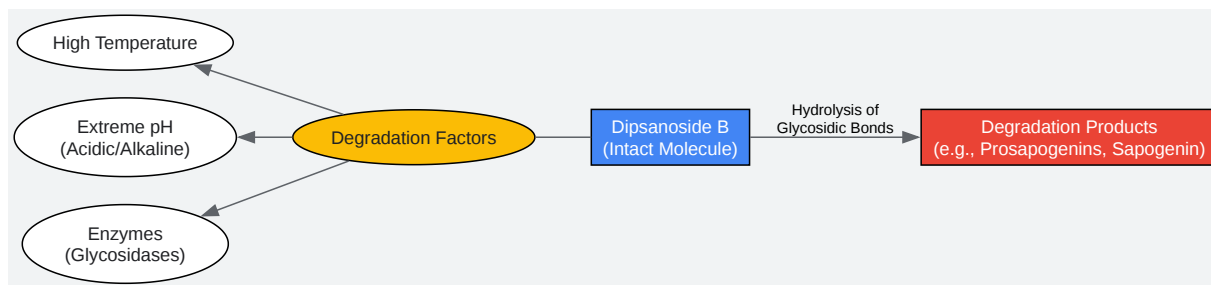 High Temperature
Extreme pH
(Acidic/Alkaline)
Enzymes
(Glycosidases)
Degradation Factors
Dipsanoside B
(Intact Molecule)
Hydrolysis of
Glycosidic Bonds
Degradation Products
(e.g., Prosapogenins, Sapogenin)